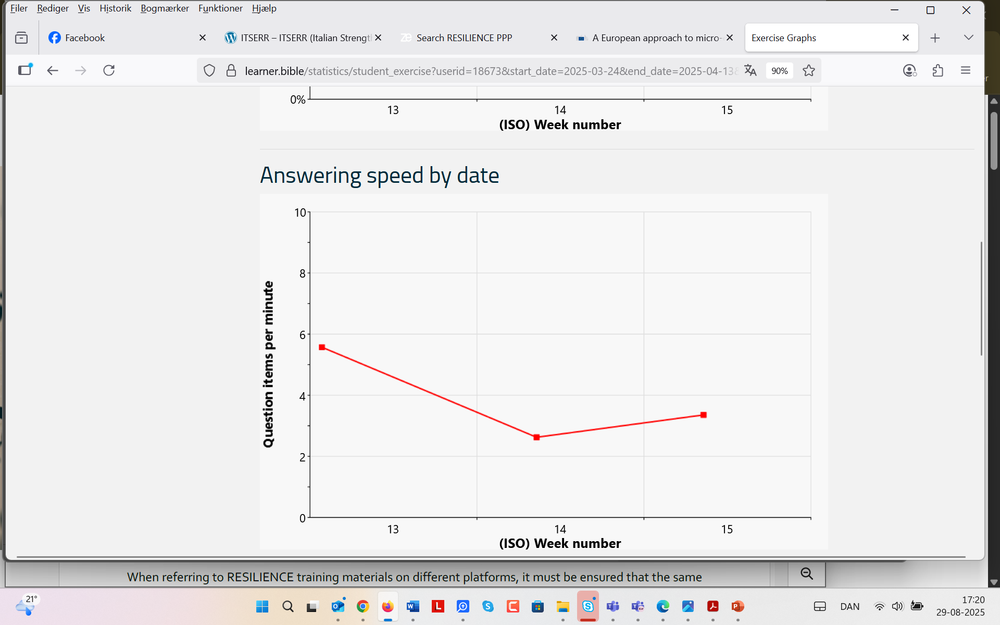 Filer Rediger Vis Historik Bogmærker Funktioner Hjælp
Facebook
ITSERR – ITSERR (Italian Strengt
Search RESILIENCE PPP
A European approach to micro-
Exercise Graphs
learner.bible/statistics/student_exercise?userid=18673&start_date=2025-03-24&end_date=2025-04-13
90%
0%
13 14 15
(ISO) Week number
Answering speed by date
Question items per minute
10
8
6
4
2
0
13 14 15
(ISO) Week number
When referring to RESILIENCE training materials on different platforms, it must be ensured that the same
21°
DAN
17:20
29-08-2025